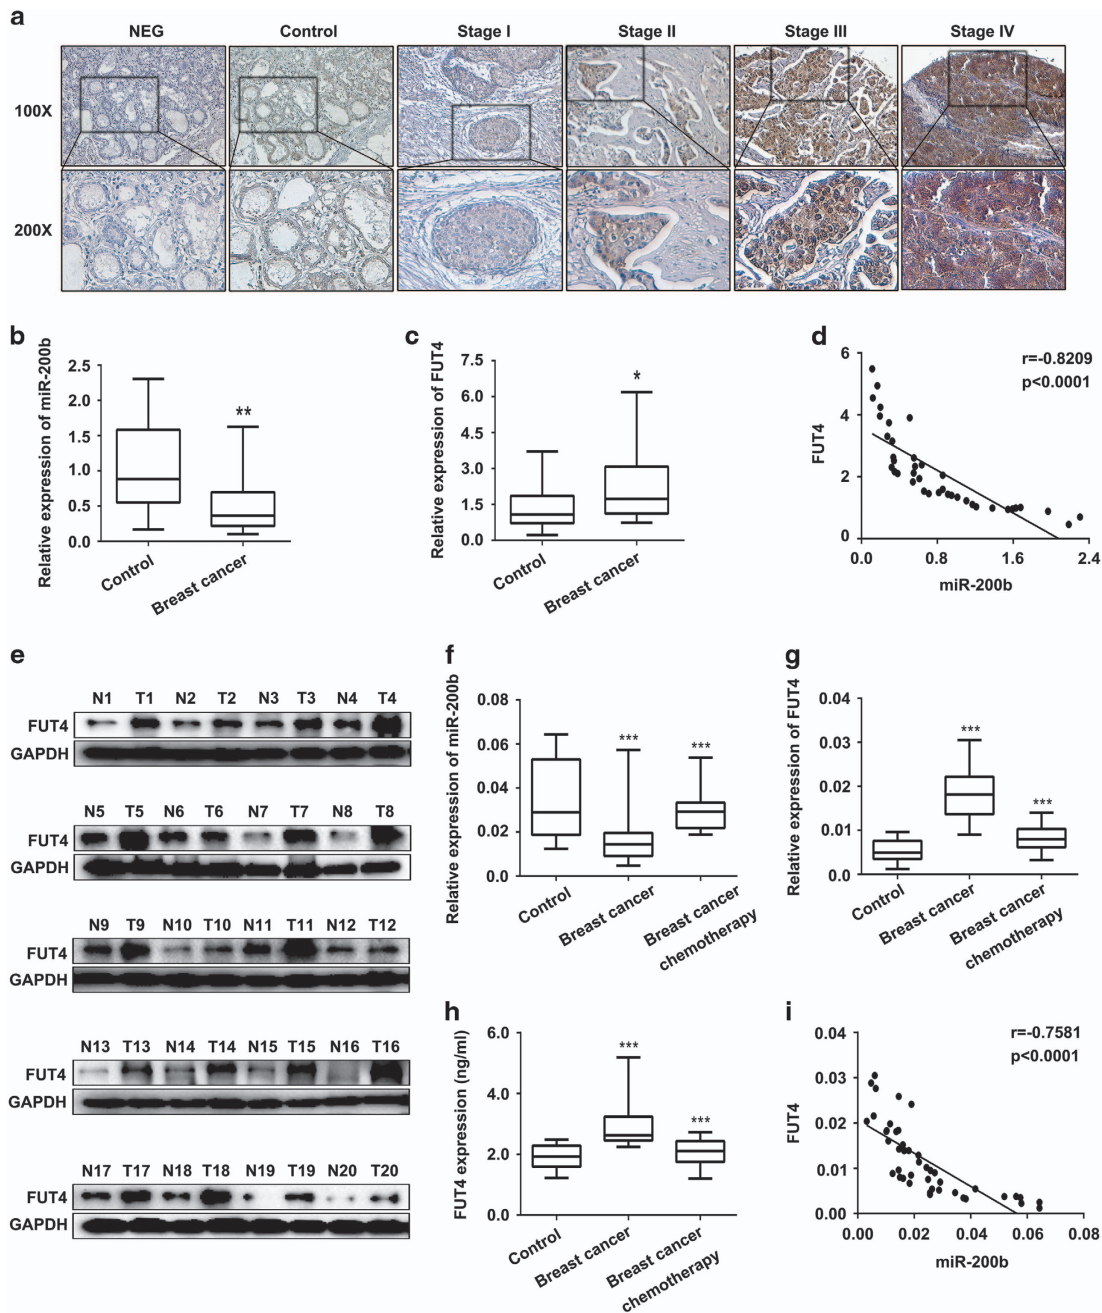 a
NEG Control Stage I Stage II Stage III Stage IV
100X
200X
b
Relative expression of miR-200b
2.5
2.0
1.5
1.0
0.5
0.0
**
Control
Breast cancer
c
Relative expression of FUT4
7.5
6.0
4.5
3.0
1.5
0.0
*
Control
Breast cancer
d
r=-0.8209
p<0.0001
FUT4
6
4
2
0
0.0 0.8 1.6 2.4
miR-200b
e
N1 T1 N2 T2 N3 T3 N4 T4
FUT4
GAPDH
N5 T5 N6 T6 N7 T7 N8 T8
FUT4
GAPDH
N9 T9 N10 T10 N11 T11 N12 T12
FUT4
GAPDH
N13 T13 N14 T14 N15 T15 N16 T16
FUT4
GAPDH
N17 T17 N18 T18 N19 T19 N20 T20
FUT4
GAPDH
f
Relative expression of miR-200b
0.08
0.06
0.04
0.02
0.0
*** ***
Control
Breast cancer
Breast cancer
chemotherapy
g
Relative expression of FUT4
0.04
0.03
0.02
0.01
0.0
***
***
Control
Breast cancer
Breast cancer
chemotherapy
h
FUT4 expression (ng/ml)
6.0
4.0
2.0
0.0
***
***
Control
Breast cancer
Breast cancer
chemotherapy
i
r=-0.7581
p<0.0001
FUT4
0.04
0.03
0.02
0.01
0.00
0.00 0.02 0.04 0.06 0.08
miR-200b